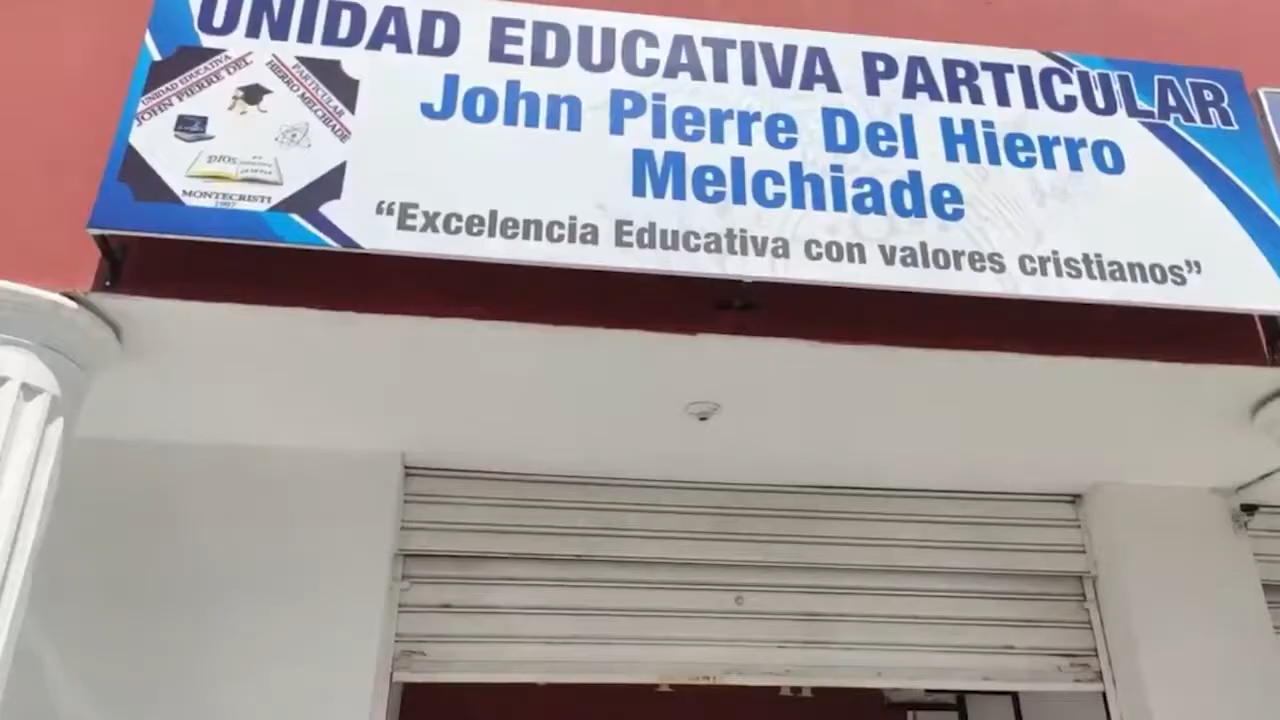 UNIDAD EDUCATIVA PARTICULAR
John Pierre Del Hierro
Melchiade
“Excelencia Educativa con valores cristianos”
UNIDAD EDUCATIVA
JOHN PIERRE DEL
PARTICULAR
HIERRO MELCHIADE
DIOS
MONTECRISTI